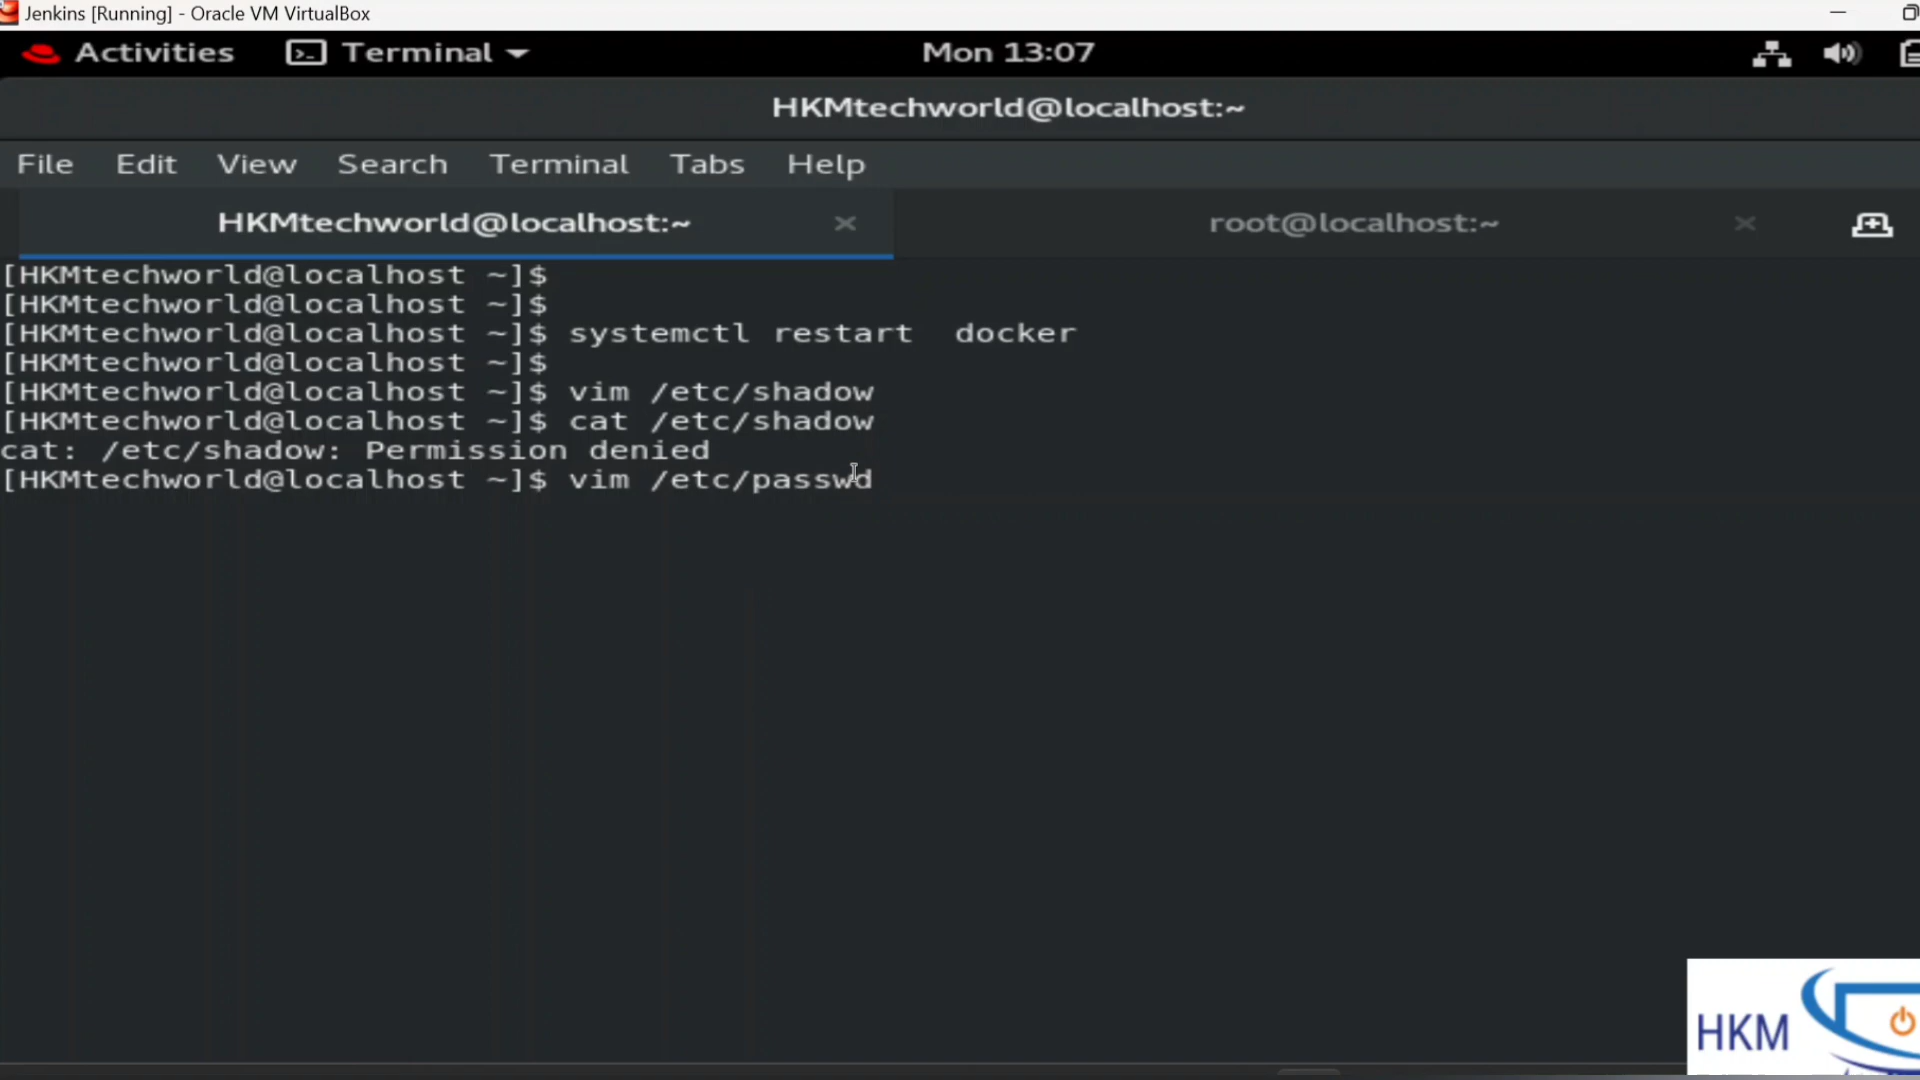 Jenkins [Running] - Oracle VM VirtualBox
Activities Terminal Mon 13:07
HKMtechworld@localhost:~
File Edit View Search Terminal Tabs Help
HKMtechworld@localhost:~ root@localhost:~
[HKMtechworld@localhost ~]$
[HKMtechworld@localhost ~]$
[HKMtechworld@localhost ~]$ systemctl restart  docker
[HKMtechworld@localhost ~]$
[HKMtechworld@localhost ~]$ vim /etc/shadow
[HKMtechworld@localhost ~]$ cat /etc/shadow
cat: /etc/shadow: Permission denied
[HKMtechworld@localhost ~]$ vim /etc/passwd
HKM